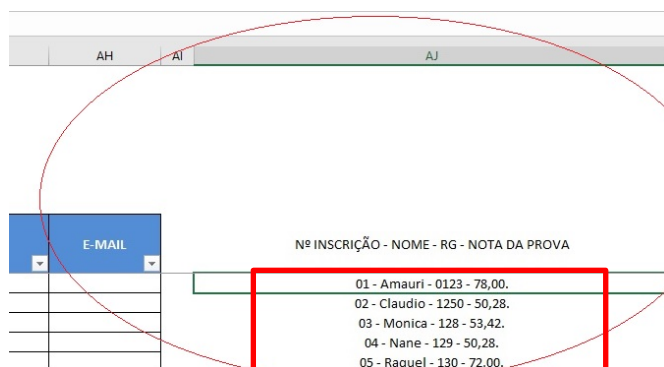 AH AI AJ
E-MAIL Nº INSCRIÇÃO - NOME - RG - NOTA DA PROVA
01 - Amauri - 0123 - 78,00.
02 - Claudio - 1250 - 50,28.
03 - Monica - 128 - 53,42.
04 - Nane - 129 - 50,28.
05 - Raquel - 130 - 72,00.